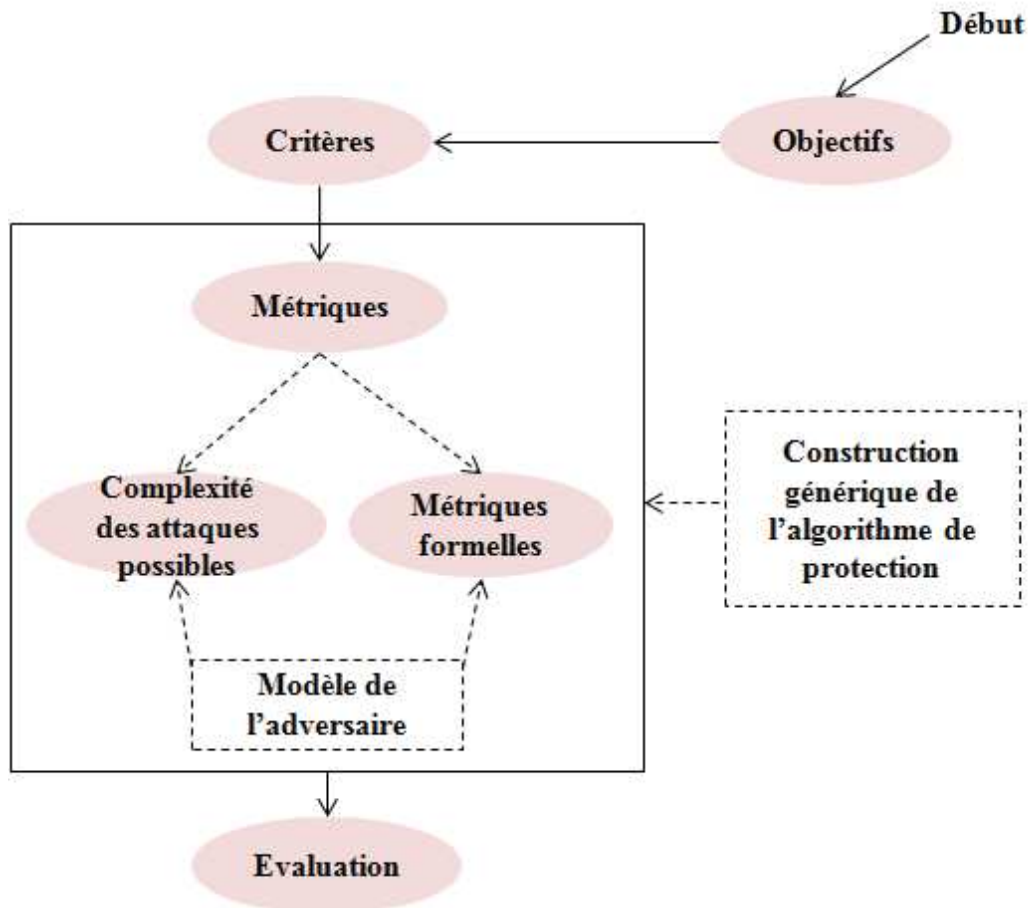 Début
Critères
Objectifs
Métriques
Complexité
des attaques
possibles
Métriques
formelles
Construction
générique de
l'algorithme de
protection
Modèle de
l'adversaire
Evaluation